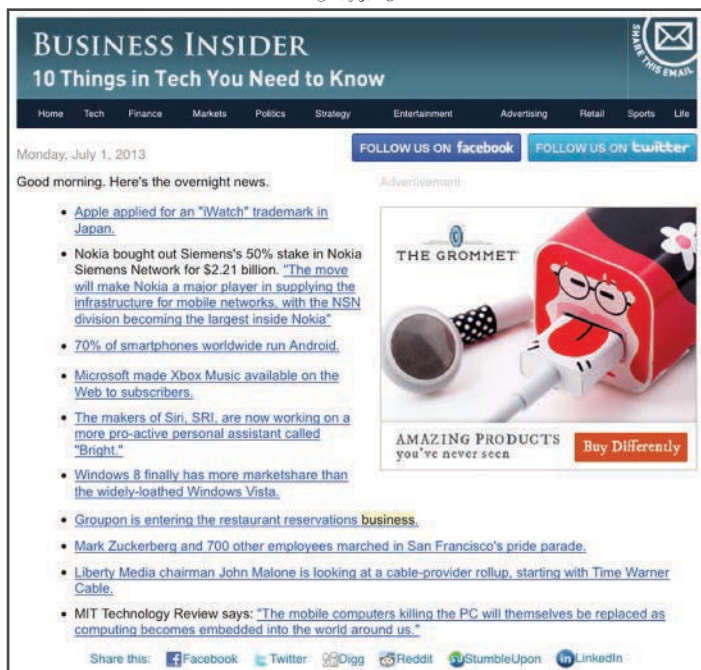 BUSINESS INSIDER
10 Things in Tech You Need to Know
SHARE THIS EMAIL
Home Tech Finance Markets Politics Strategy Entertainment Advertising Retail Sports Life
Monday, July 1, 2013
FOLLOW US ON facebook
FOLLOW US ON twitter
Good morning. Here's the overnight news.
Advertisement
• Apple applied for an "iWatch" trademark in
Japan.
• Nokia bought out Siemens's 50% stake in Nokia
Siemens Network for $2.21 billion. "The move
will make Nokia a major player in supplying the
infrastructure for mobile networks, with the NSN
division becoming the largest inside Nokia"
• 70% of smartphones worldwide run Android.
• Microsoft made Xbox Music available on the
Web to subscribers.
• The makers of Siri, SRI, are now working on a
more pro-active personal assistant called
"Bright."
• Windows 8 finally has more marketshare than
the widely-loathed Windows Vista.
THE GROMMET
AMAZING PRODUCTS
you've never seen
Buy Differently
• Groupon is entering the restaurant reservations business.
• Mark Zuckerberg and 700 other employees marched in San Francisco's pride parade.
• Liberty Media chairman John Malone is looking at a cable-provider rollup, starting with Time Warner
Cable.
• MIT Technology Review says: "The mobile computers killing the PC will themselves be replaced as
computing becomes embedded into the world around us."
Share this: Facebook Twitter Digg Reddit StumbleUpon LinkedIn